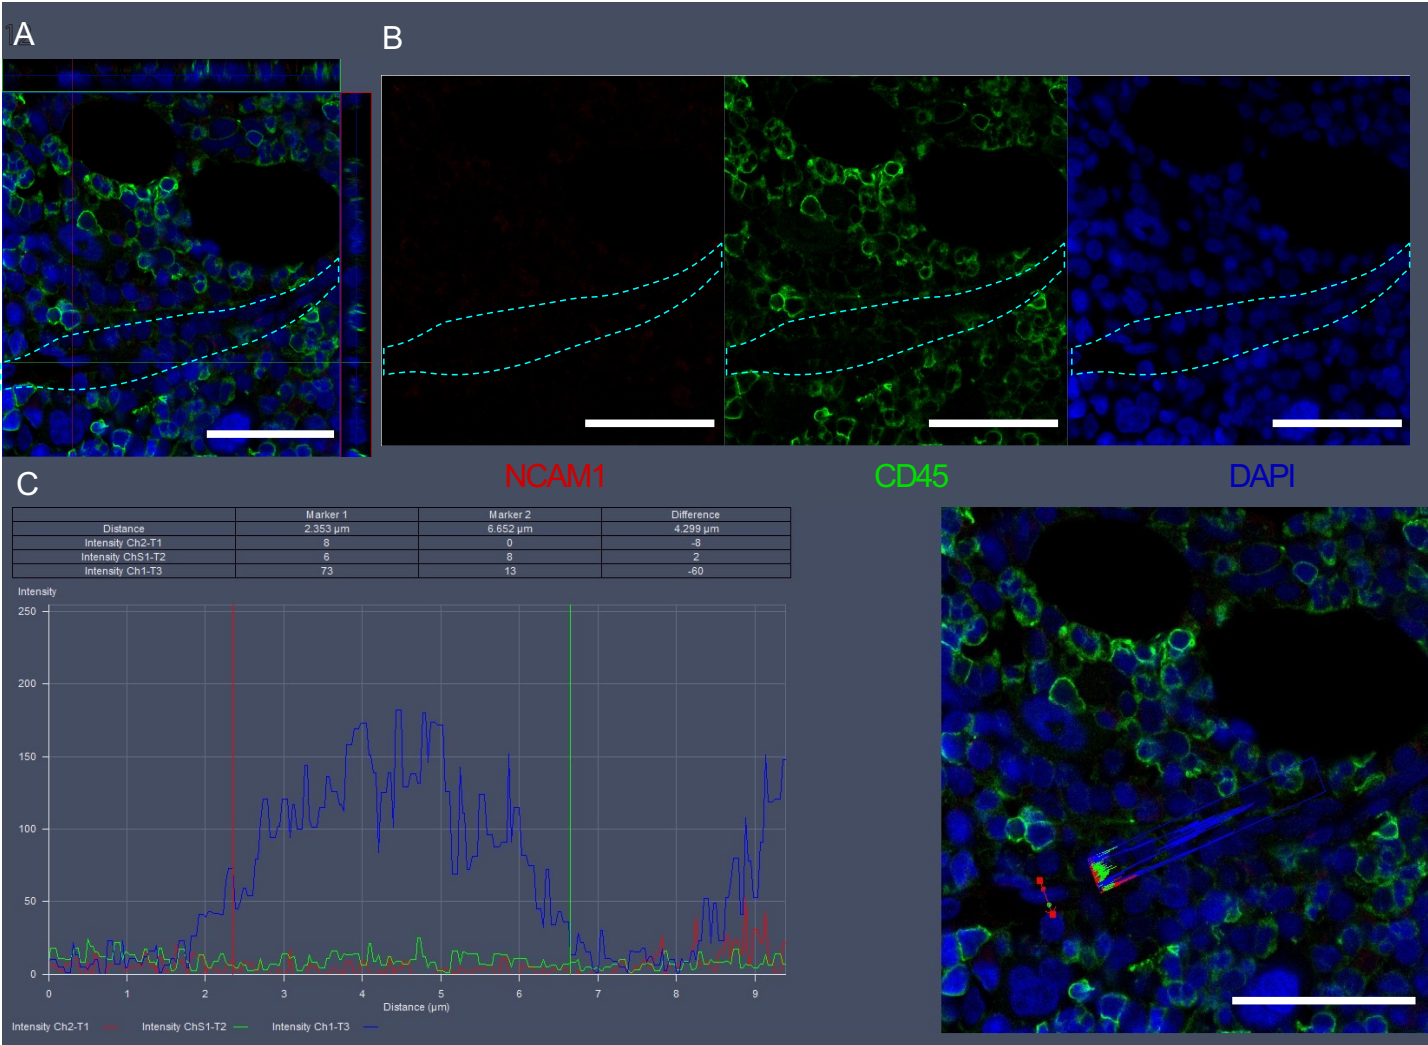 A
B
NCAM1
CD45
DAPI
C
Marker 1 Marker 2 Difference
Distance 2.353 µm 6.652 µm 4.299 µm
Intensity Ch2-T1 8 0 -8
Intensity ChS1-T2 6 8 2
Intensity Ch1-T3 73 13 -60
Intensity
250
200
150
100
50
0
0 1 2 3 4 5 6 7 8 9
Distance (µm)
Intensity Ch2-T1 Intensity ChS1-T2 Intensity Ch1-T3